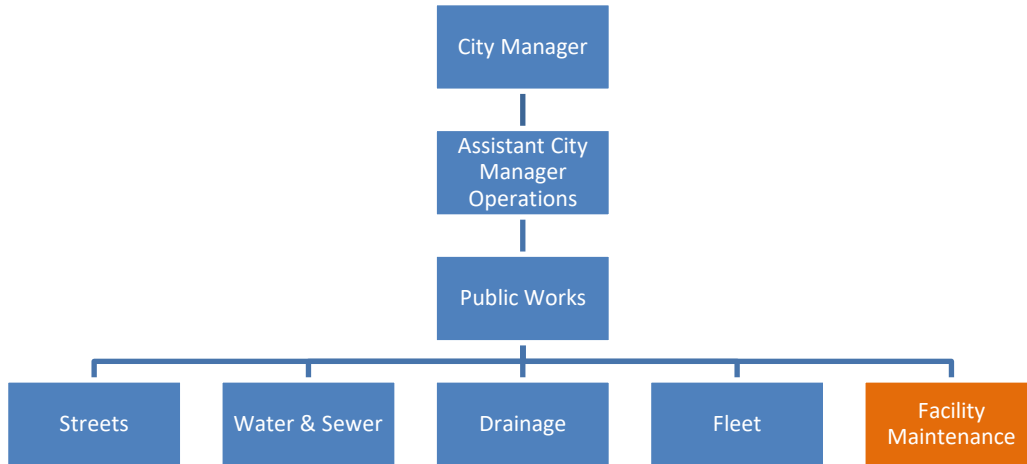 City Manager
Assistant City
Manager
Operations
Public Works
Streets
Water & Sewer
Drainage
Fleet
Facility
Maintenance